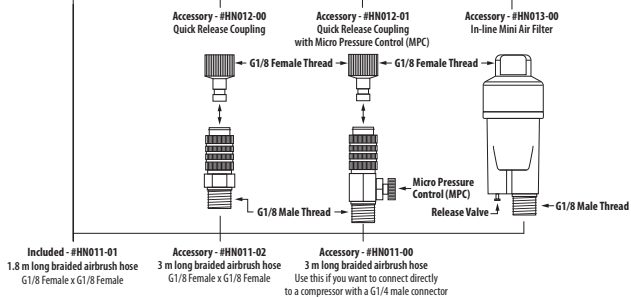 Accessory - #HN012-00
Quick Release Coupling
Accessory - #HN012-01
Quick Release Coupling
with Micro Pressure Control (MPC)
Accessory - #HN013-00
In-line Mini Air Filter
G1/8 Female Thread
G1/8 Female Thread
Micro Pressure
Control (MPC)
G1/8 Male Thread
Release Valve
G1/8 Male Thread
Included - #HN011-01
1.8 m long braided airbrush hose
G1/8 Female x G1/8 Female
Accessory - #HN011-02
3 m long braided airbrush hose
G1/8 Female x G1/8 Female
Accessory - #HN011-00
3 m long braided airbrush hose
Use this if you want to connect directly
to a compressor with a G1/4 male connector